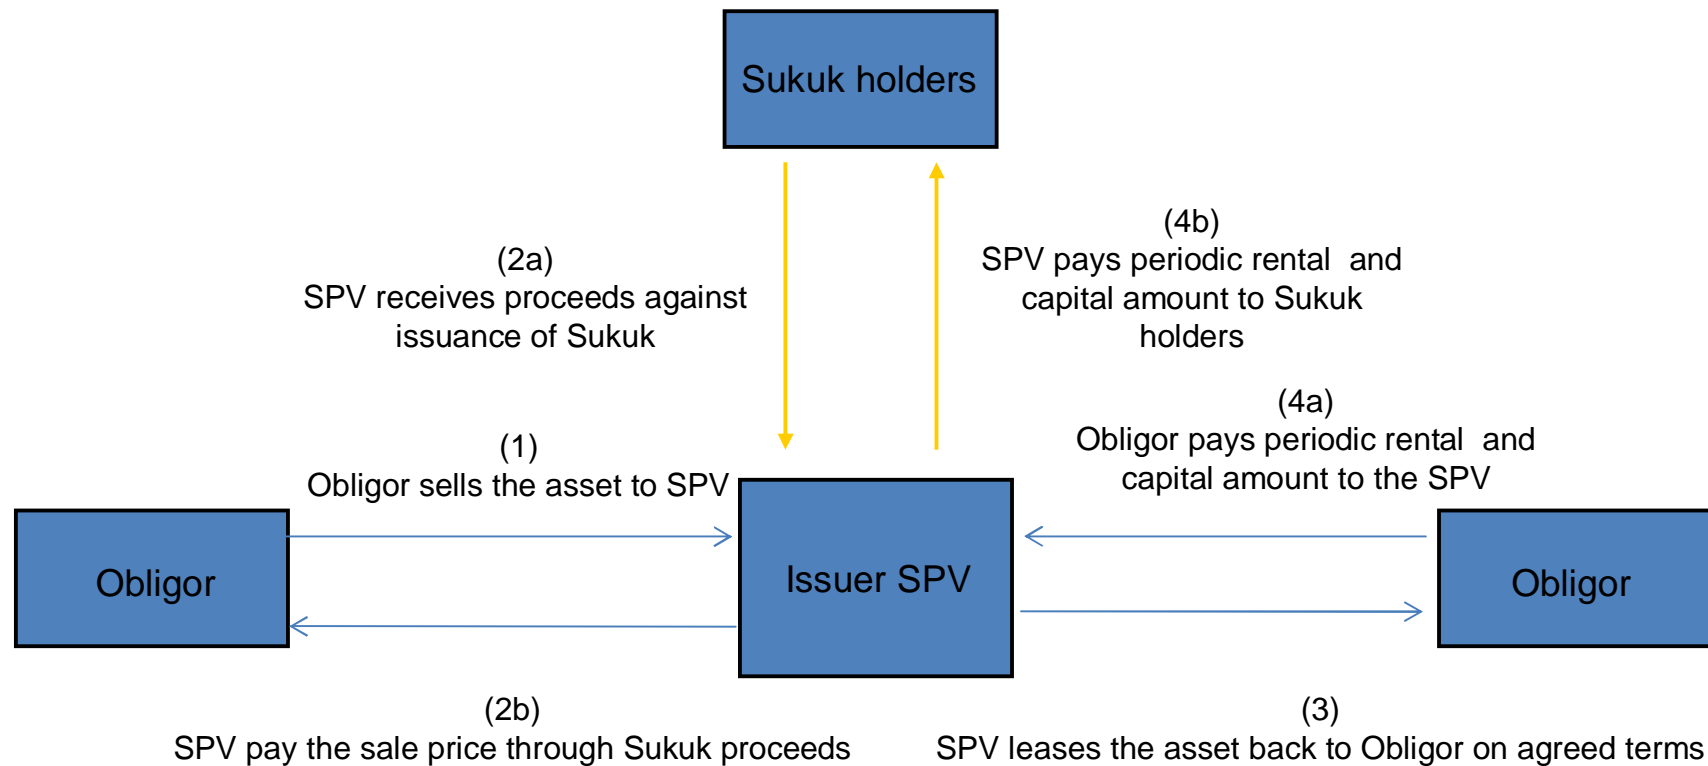 Sukuk holders
(2a)
SPV receives proceeds against
issuance of Sukuk
(4b)
SPV pays periodic rental  and
capital amount to Sukuk
holders
(1)
Obligor sells the asset to SPV
(4a)
Obligor pays periodic rental  and
capital amount to the SPV
Obligor
Issuer SPV
Obligor
(2b)
SPV pay the sale price through Sukuk proceeds
(3)
SPV leases the asset back to Obligor on agreed terms